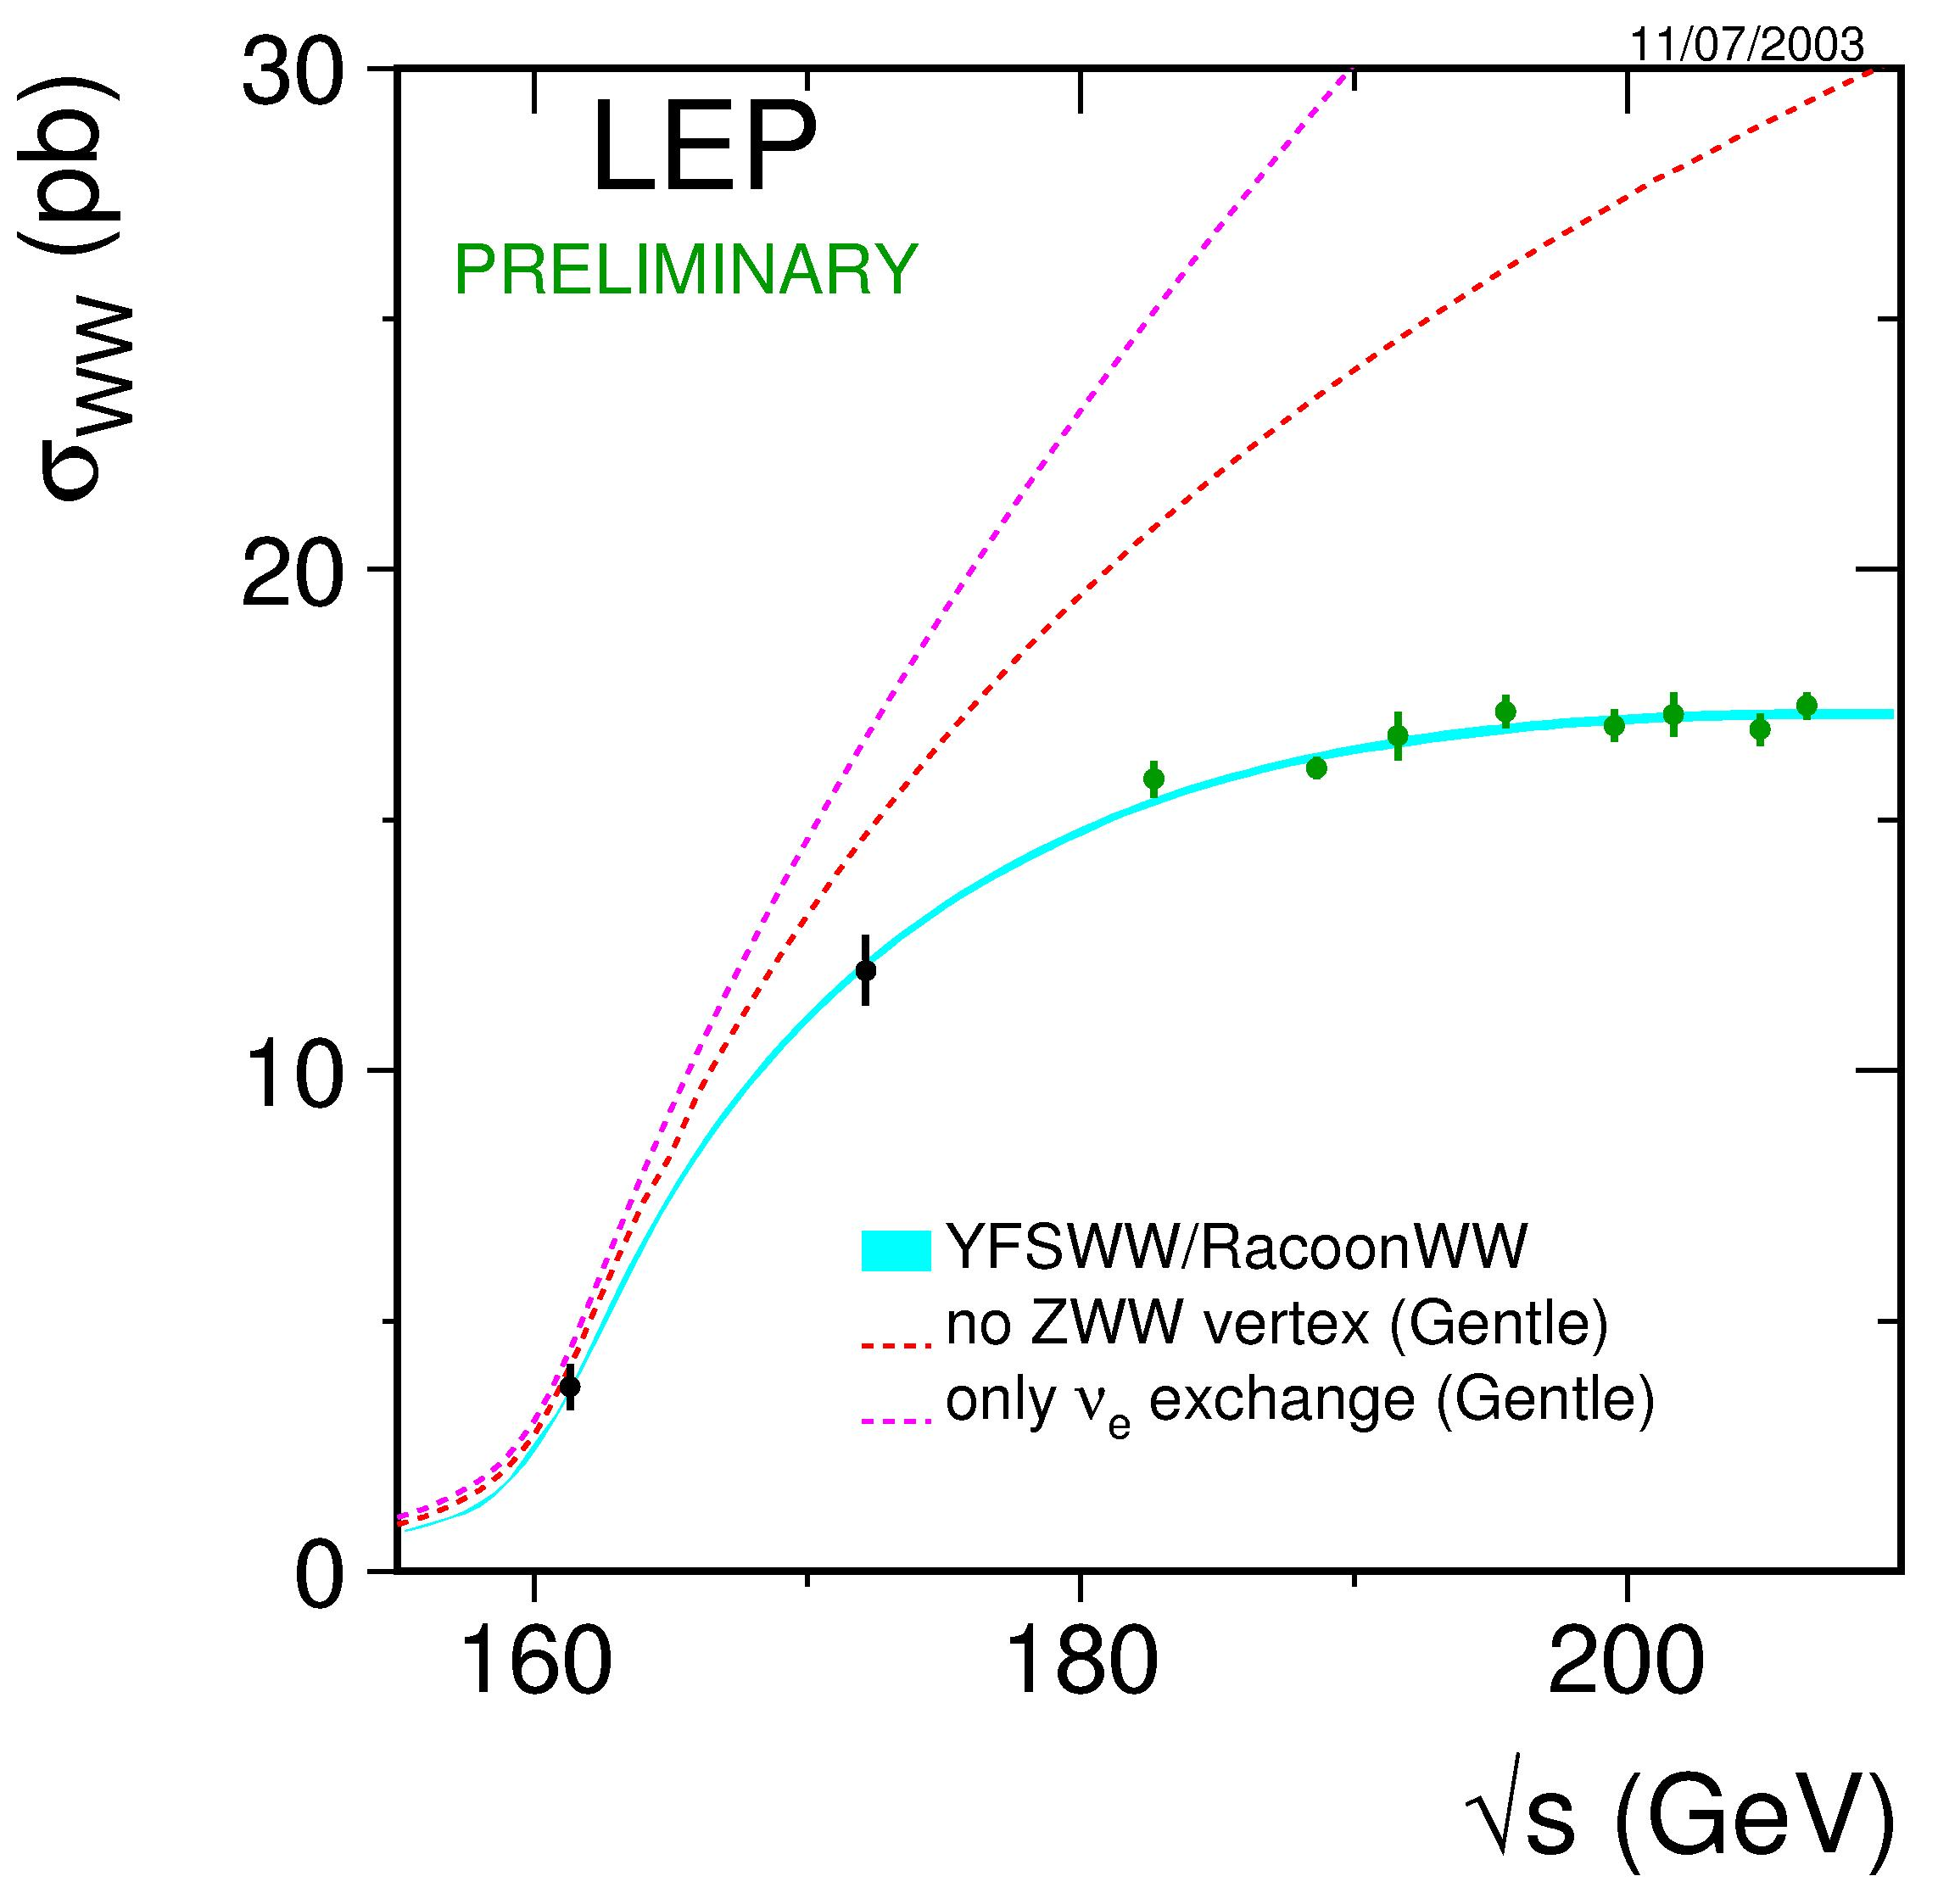 11/07/2003
30
LEP
PRELIMINARY
σWW (pb)
20
10
YFSWW/RacoonWW
no ZWW vertex (Gentle)
only νe exchange (Gentle)
0
160 180 200
√s (GeV)